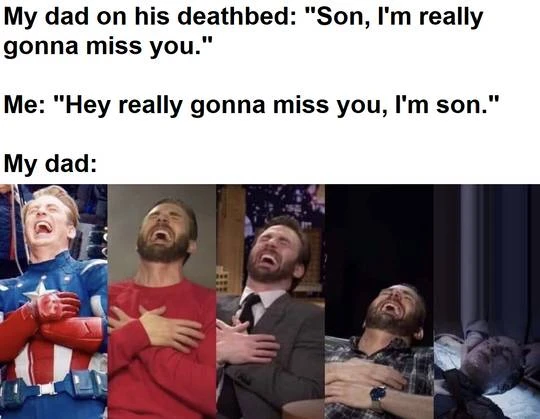 My dad on his deathbed: "Son, I'm really
gonna miss you."
Me: "Hey really gonna miss you, I'm son."
My dad: